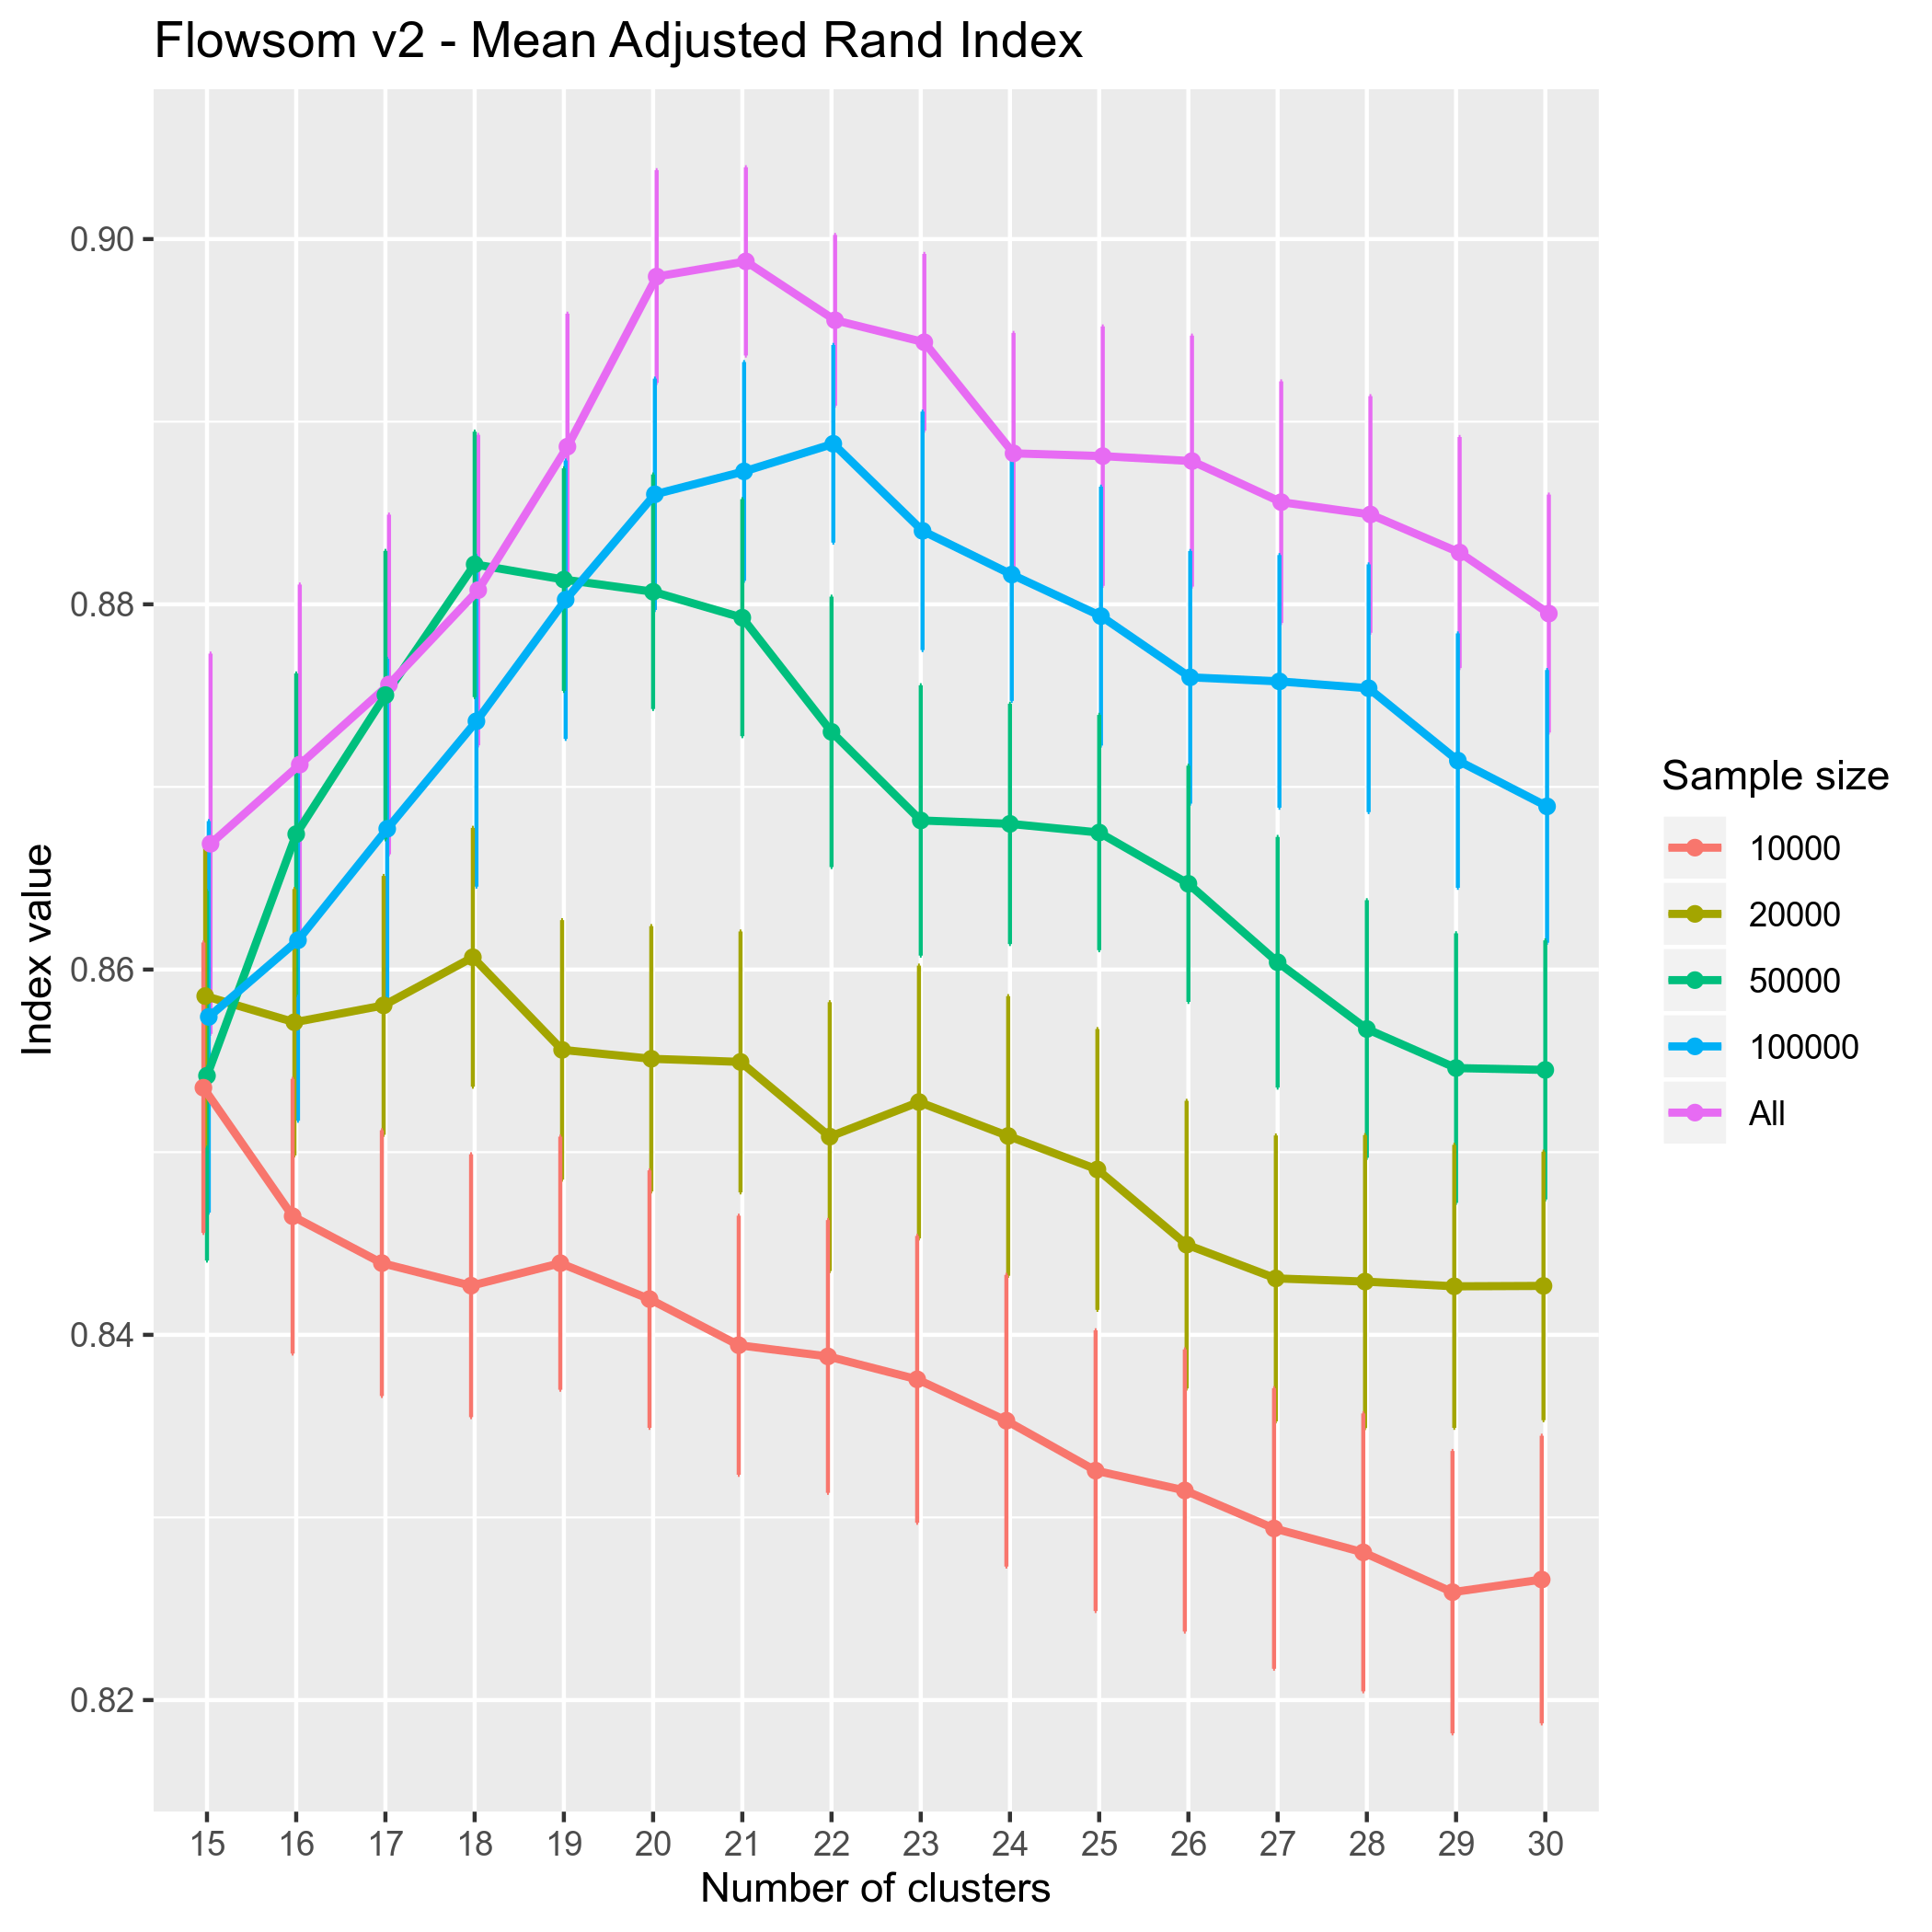 Flowsom v2 - Mean Adjusted Rand Index
Index value
0.90
0.88
0.86
0.84
0.82
15 16 17 18 19 20 21 22 23 24 25 26 27 28 29 30
Number of clusters
Sample size
10000
20000
50000
100000
All